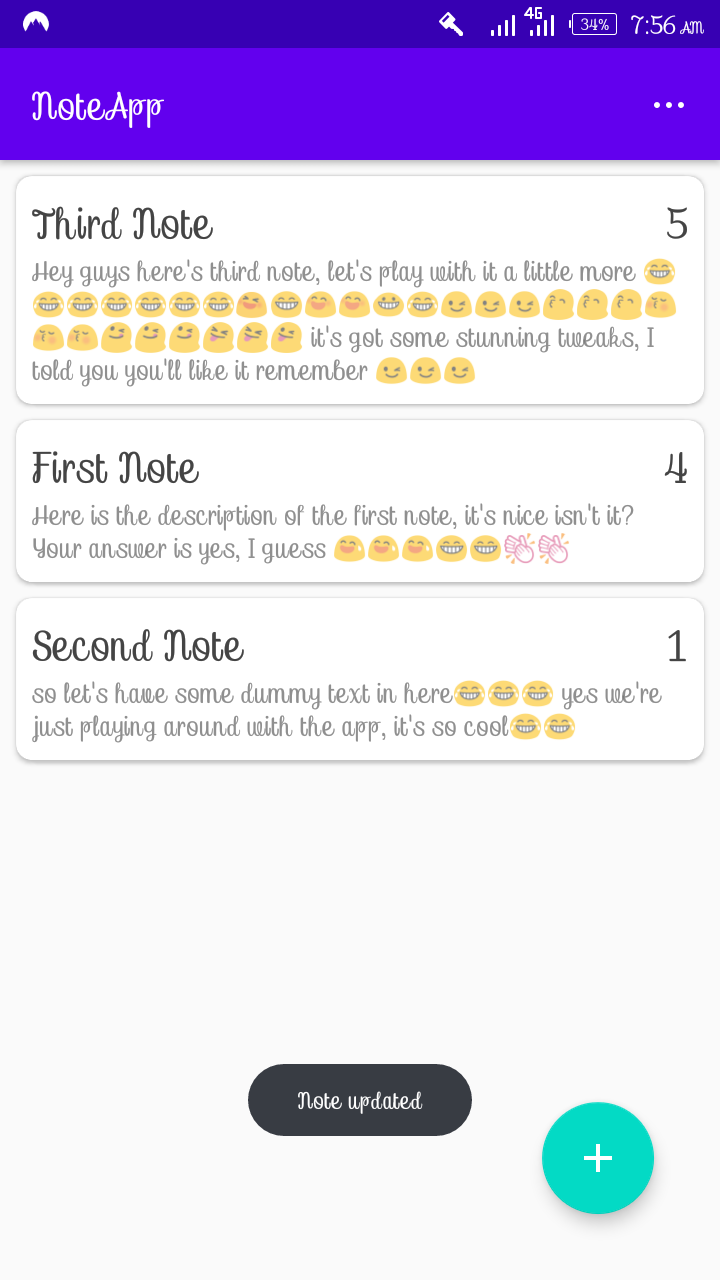 4G 34% 7:56 AM
NoteApp
Third Note 5
Hey guys here's third note, let's play with it a little more 😂
😂😂😂😂😂😂😆😁😄😄😀😂😉😉😉🤭🤭🤭😚
😚😚😋😋😋😜😜😜 it's got some stunning tweaks, I
told you you'll like it remember 😉😉😉
First Note 4
Here is the description of the first note, it's nice isn't it?
Your answer is yes, I guess 😅😅😅😁😁👏👏
Second Note 1
so let's have some dummy text in here😂😂😂 yes we're
just playing around with the app, it's so cool😂😂
Note updated